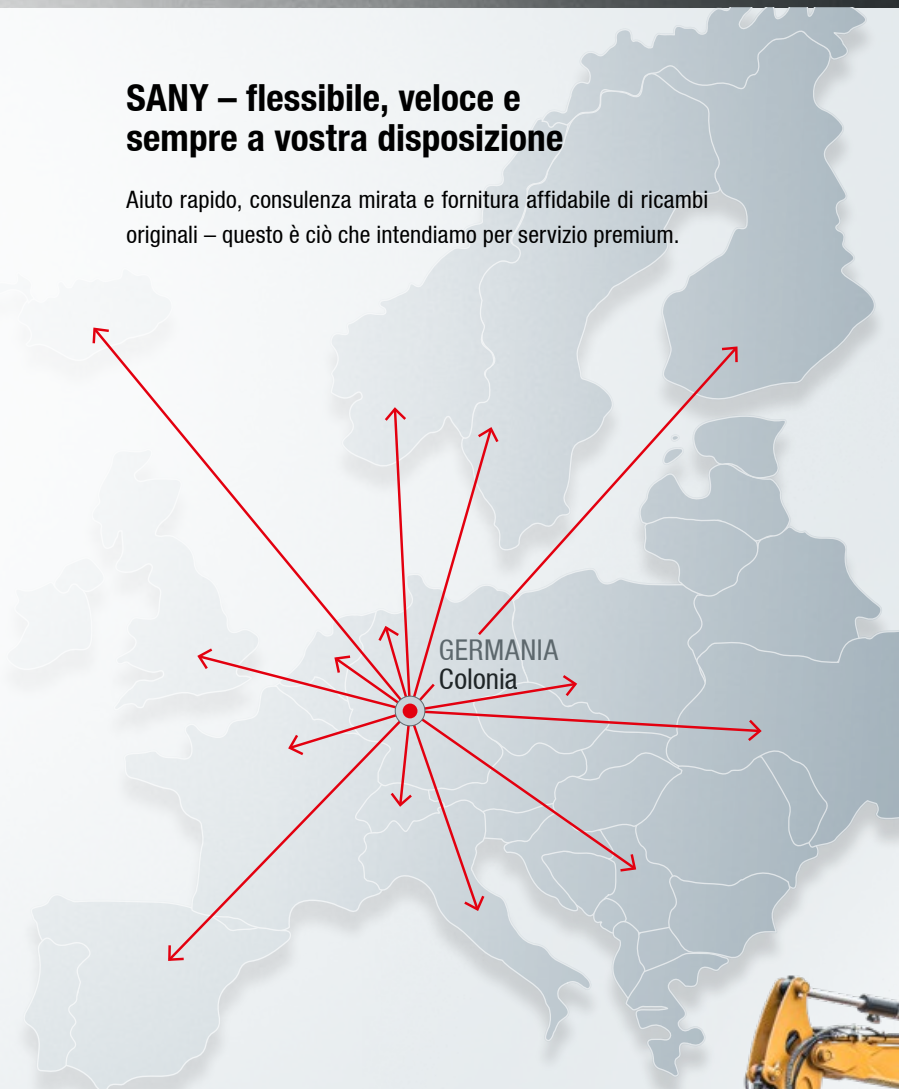 SANY – flessibile, veloce e
sempre a vostra disposizione
Aiuto rapido, consulenza mirata e fornitura affidabile di ricambi
originali – questo è ciò che intendiamo per servizio premium.
GERMANIA
Colonia